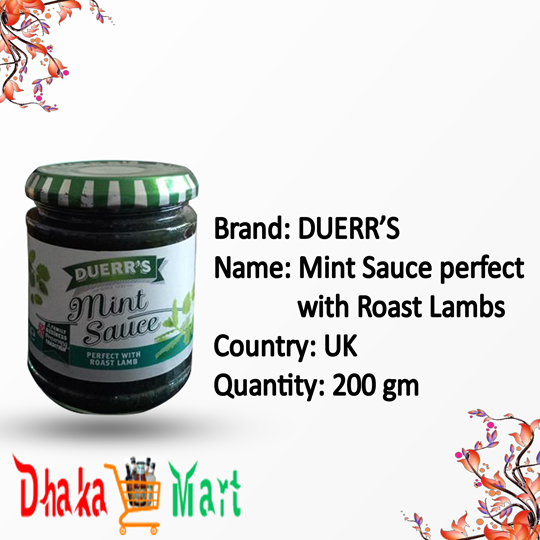 DUERR'S
Mint
Sauce
PERFECT WITH
ROAST LAMB
Brand: DUERR’S
Name: Mint Sauce perfect
with Roast Lambs
Country: UK
Quantity: 200 gm
Dhaka Mart